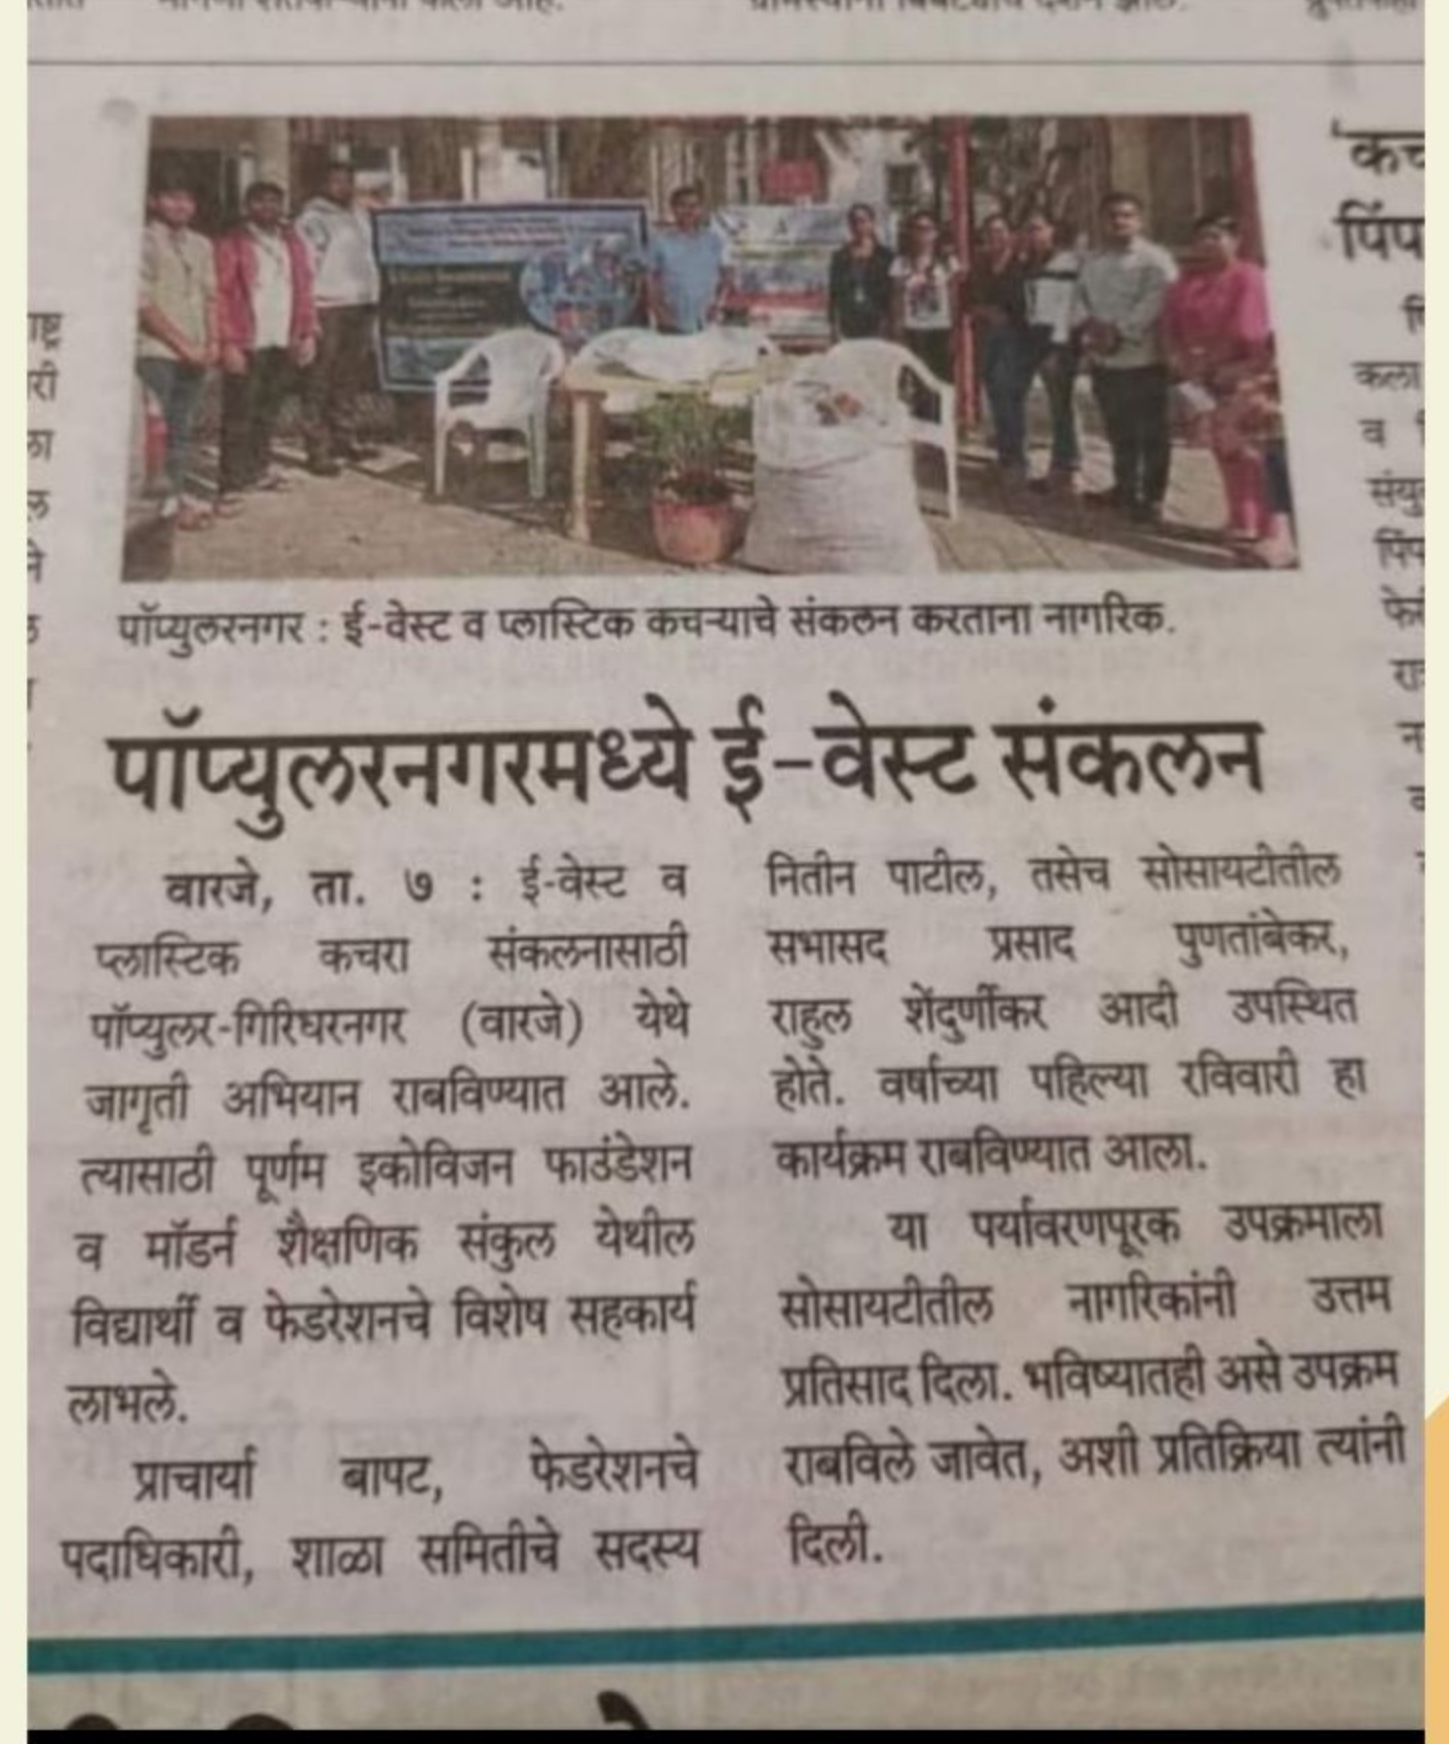 पॉप्युलरनगर : ई-वेस्ट व प्लास्टिक कचऱ्याचे संकलन करताना नागरिक.
पॉप्युलरनगरमध्ये ई-वेस्ट संकलन
वारजे, ता. ७ : ई-वेस्ट व
प्लास्टिक कचरा संकलनासाठी
पॉप्युलर-गिरिधरनगर (वारजे) येथे
जागृती अभियान राबविण्यात आले.
त्यासाठी पूर्णम इकोविजन फाउंडेशन
व मॉडर्न शैक्षणिक संकुल येथील
विद्यार्थी व फेडरेशनचे विशेष सहकार्य
लाभले.
प्राचार्या बापट, फेडरेशनचे
पदाधिकारी, शाळा समितीचे सदस्य
नितीन पाटील, तसेच सोसायटीतील
सभासद प्रसाद पुणतांबेकर,
राहुल शेंदुर्णीकर आदी उपस्थित
होते. वर्षाच्या पहिल्या रविवारी हा
कार्यक्रम राबविण्यात आला.
या पर्यावरणपूरक उपक्रमाला
सोसायटीतील नागरिकांनी उत्तम
प्रतिसाद दिला. भविष्यातही असे उपक्रम
राबविले जावेत, अशी प्रतिक्रिया त्यांनी
दिली.